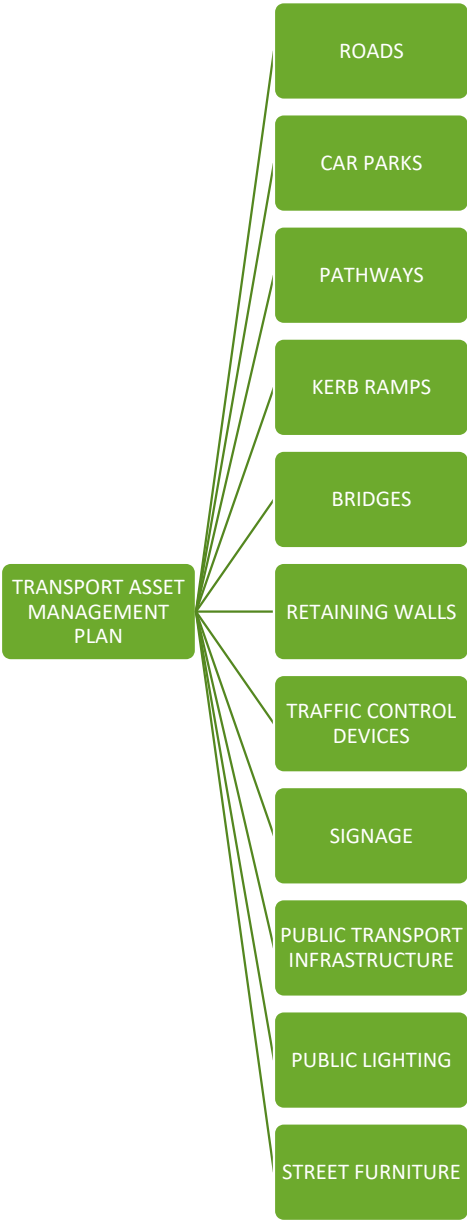 ROADS
CAR PARKS
PATHWAYS
KERB RAMPS
BRIDGES
TRANSPORT ASSET
MANAGEMENT
PLAN
RETAINING WALLS
TRAFFIC CONTROL
DEVICES
SIGNAGE
PUBLIC TRANSPORT
INFRASTRUCTURE
PUBLIC LIGHTING
STREET FURNITURE